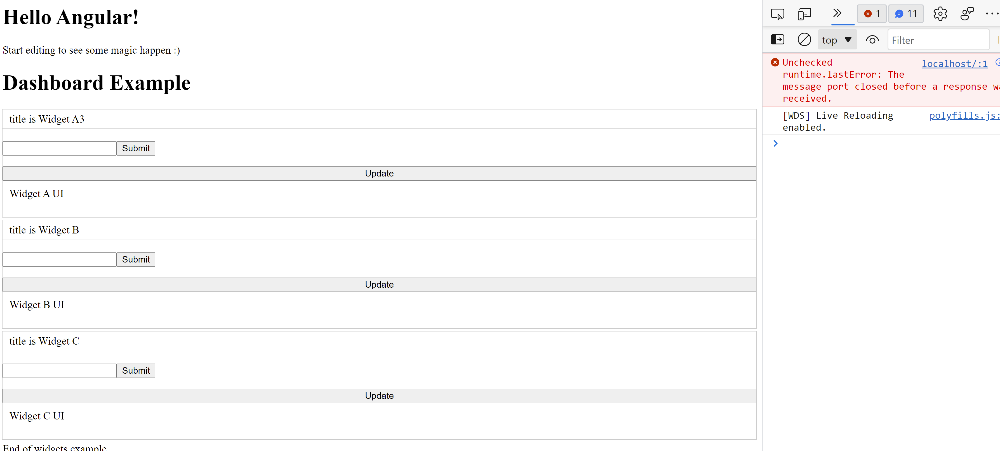 Hello Angular!
Start editing to see some magic happen :)
Dashboard Example
title is Widget A3
Submit
Update
Widget A UI
title is Widget B
Submit
Update
Widget B UI
title is Widget C
Submit
Update
Widget C UI
End of widgets example
1
11
top
Filter
Unchecked
localhost/:1
runtime.lastError: The
message port closed before a response
received.
[WDS] Live Reloading
polyfills.js:
enabled.